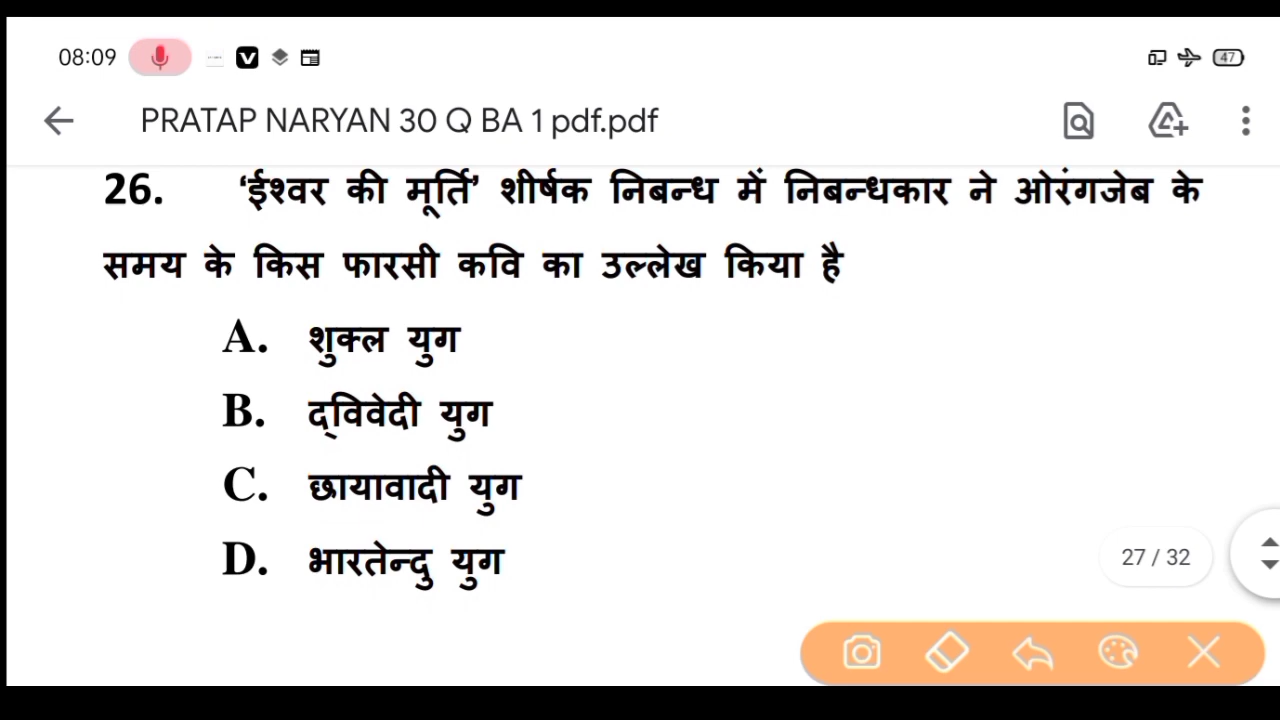 08:09
47
PRATAP NARYAN 30 Q BA 1 pdf.pdf
26. ‘ईश्वर की मूर्ति’ शीर्षक निबन्ध में निबन्धकार ने ओरंगजेब के
समय के किस फारसी कवि का उल्लेख किया है
A. शुक्ल युग
B. द्विवेदी युग
C. छायावादी युग
D. भारतेन्दु युग
27 / 32